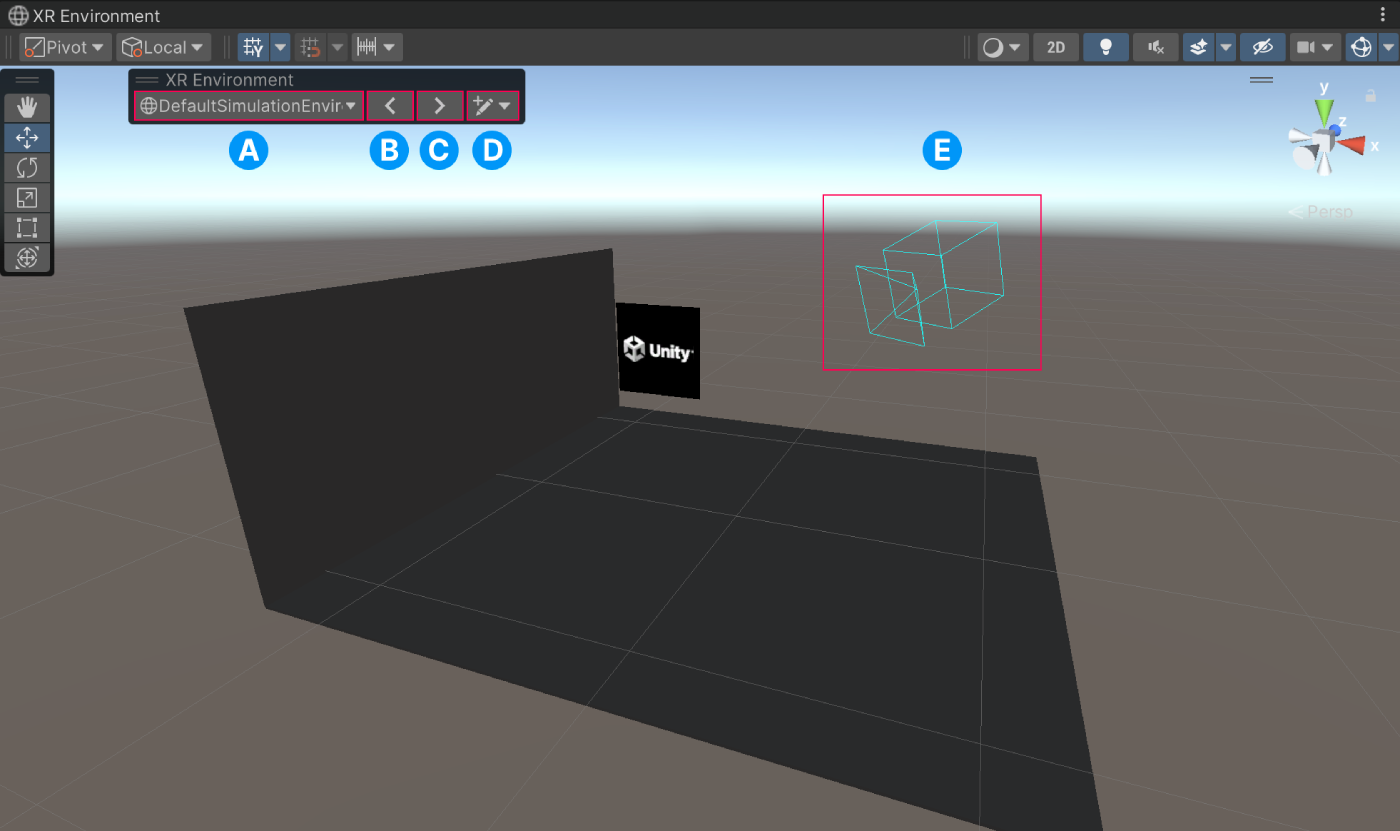 XR Environment
Pivot
Local
2D
XR Environment
DefaultSimulationEnvir
A
B
C
D
E
y
z
x
Persp
Unity